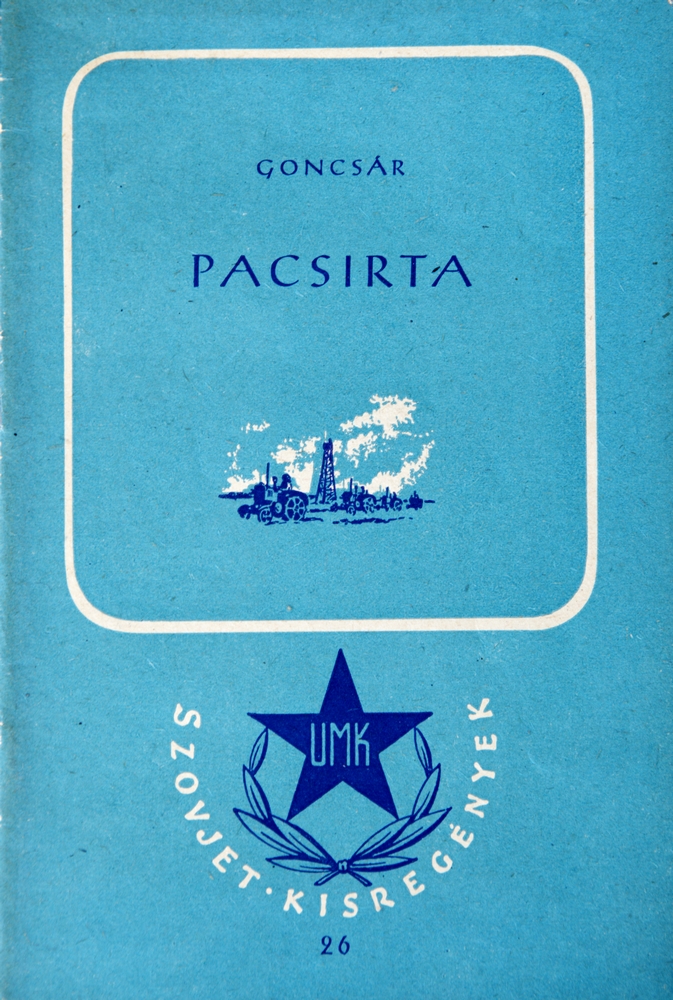 GONCSÁR
PACSIRTA
UMK
SZOVJET · KISREGÉNYEK
26